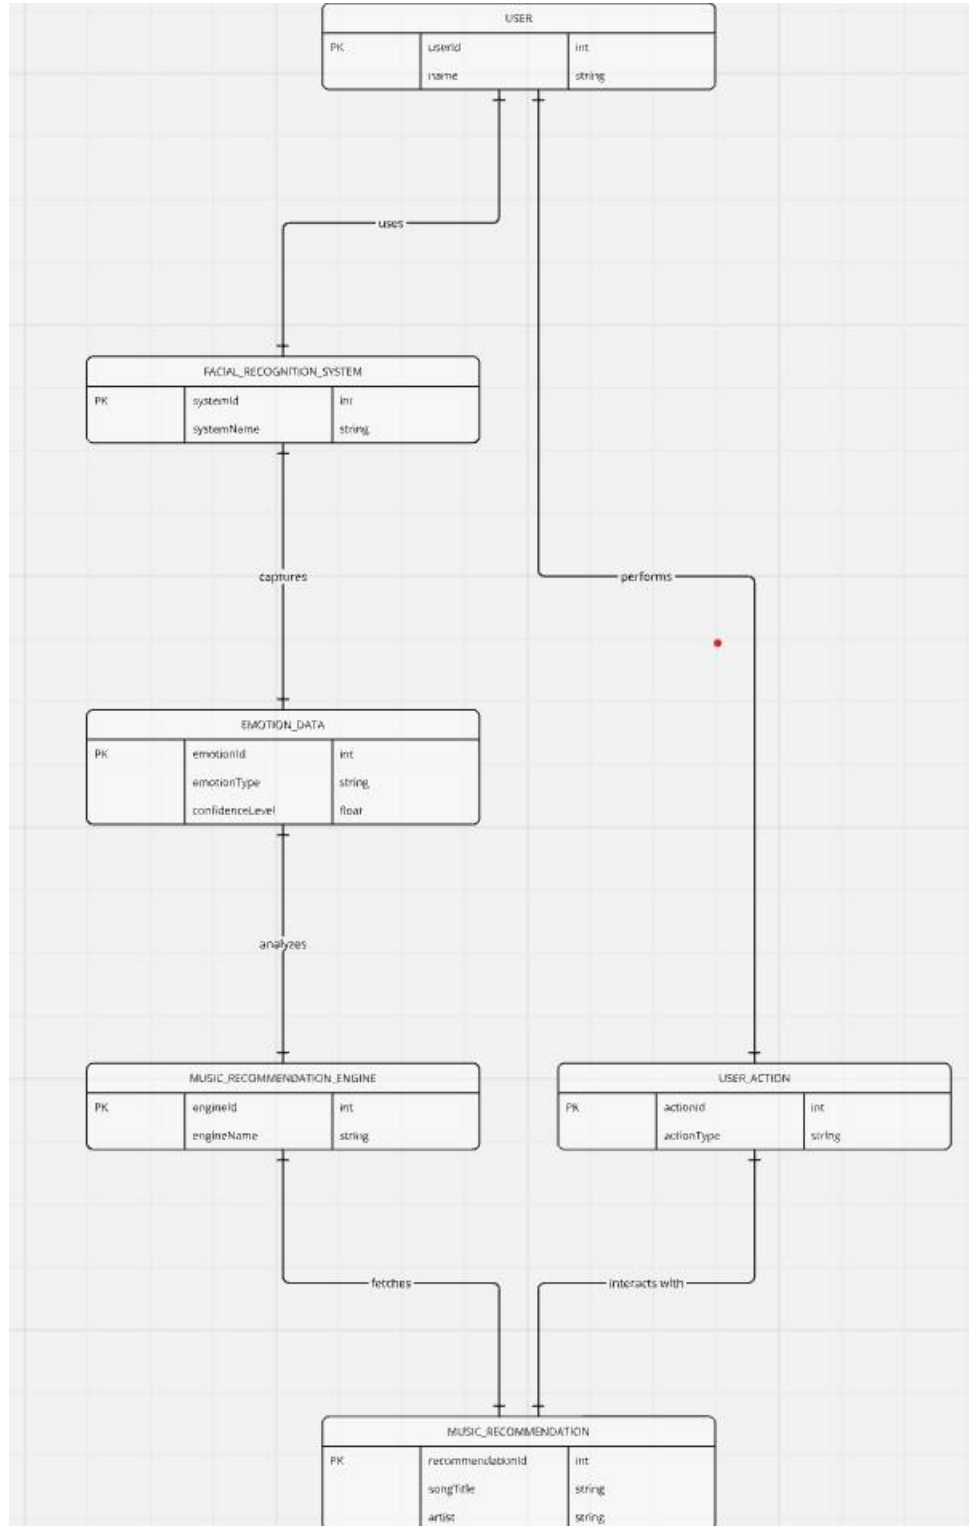 USER
PK userId int
name string
uses
FACIAL_RECOGNITION_SYSTEM
PK systemId int
systemName string
captures
performs
EMOTION_DATA
PK emotionId int
emotionType string
confidenceLevel float
analyzes
MUSIC_RECOMMENDATION_ENGINE
PK engineId int
engineName string
USER_ACTION
PK actionId int
actionType string
fetches
interacts with
MUSIC_RECOMMENDATION
PK recommendationId int
songTitle string
artist string